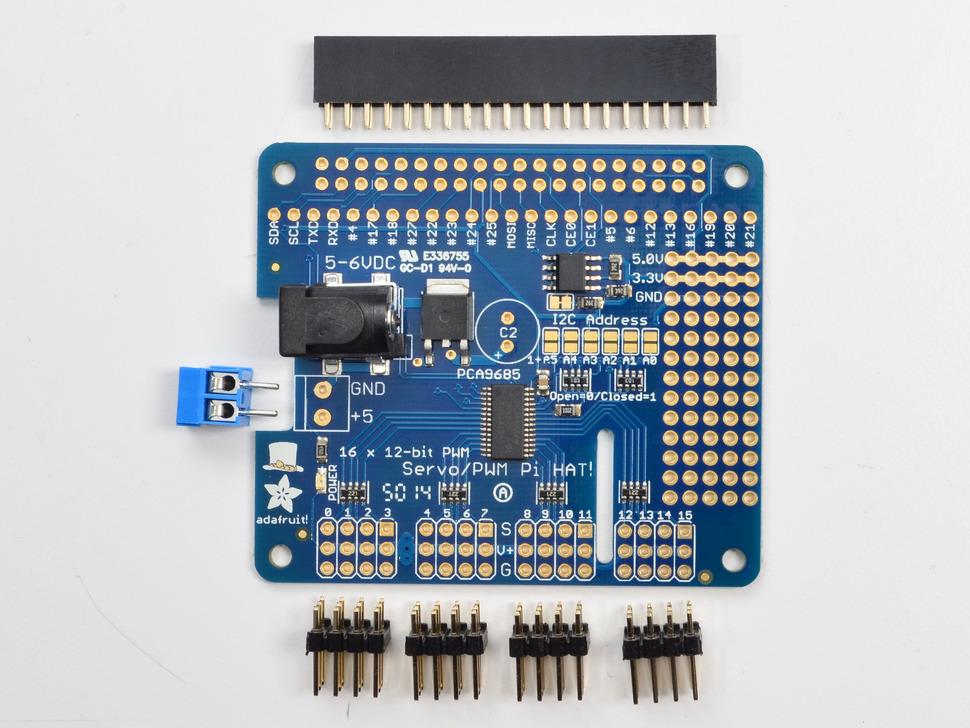 SDA SCL TXD RXD #4 #17 #18 #27 #22 #23 #24 #25 MOSI MISO CLK CE0 CE1 #5 #6 #12 #13 #16 #19 #20 #21
5-6VDC
E336755
GC-D1 94V-0
5.0V
3.3V
GND
I2C Address
C2
+
1+A5 A4 A3 A2 A1 A0
PCA9685
Open=0/Closed=1
GND
+5
16 x 12-bit PWM
Servo/PWM Pi HAT!
POWER
5014
A
adafruit!
0 1 2 3 4 5 6 7 8 9 10 11 12 13 14 15
S
V+
G